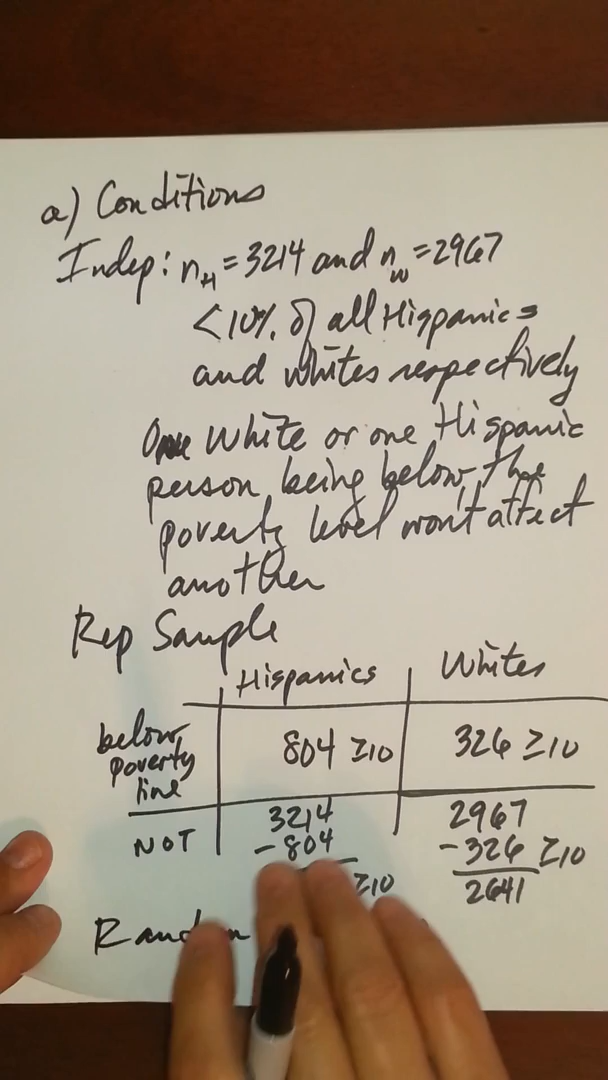 a) Conditions
Indep: nH = 3214 and nw = 2967
<10% of all Hispanics
and whites respectively
One White or one Hispanic
person being below the
poverty level won't affect
another
Rep Sample
Hispanics Whites
below poverty line 804 ≥10 326 ≥10
NOT 3214 2967
-804 -326 ≥10
≥10 2641
Random